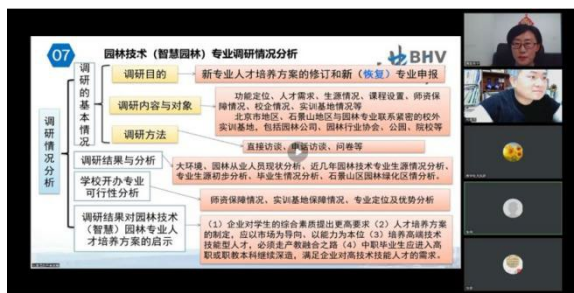 07
园林技术（智慧园林）专业调研情况分析
BHV
调研情况分析
调研的基本情况
调研目的
新专业人才培养方案的修订和新（恢复）专业申报
调研内容与对象
功能定位、人才需求、生源情况、课程设置、师资保
障情况、校企情况、实训基地情况等
北京市地区、石景山地区与园林专业联系紧密的校外
实训基地，包括园林公司、园林行业协会、公园、院校等
调研方法
直接访谈、电话访谈、问卷等
调研结果与分析
大环境、园林从业人员现状分析、近几年园林技术专业生源情况分析、
专业生源初步分析、毕业生情况分析、石景山区园林绿化区情分析。
学校开办专业
可行性分析
师资保障情况、实训基地保障情况、专业定位及优势分析
调研结果对园林技术
（智慧）园林专业人
才培养方案的启示
（1）企业对学生的综合素质提出更高要求（2）人才培养方案
的制定，应以市场为导向、以能力为本位（3）培养高端技术
技能型人才，必须走产教融合之路（4）中职毕业生应进入高
职或职教本科继续深造，满足企业对高技术技能人才的需求。